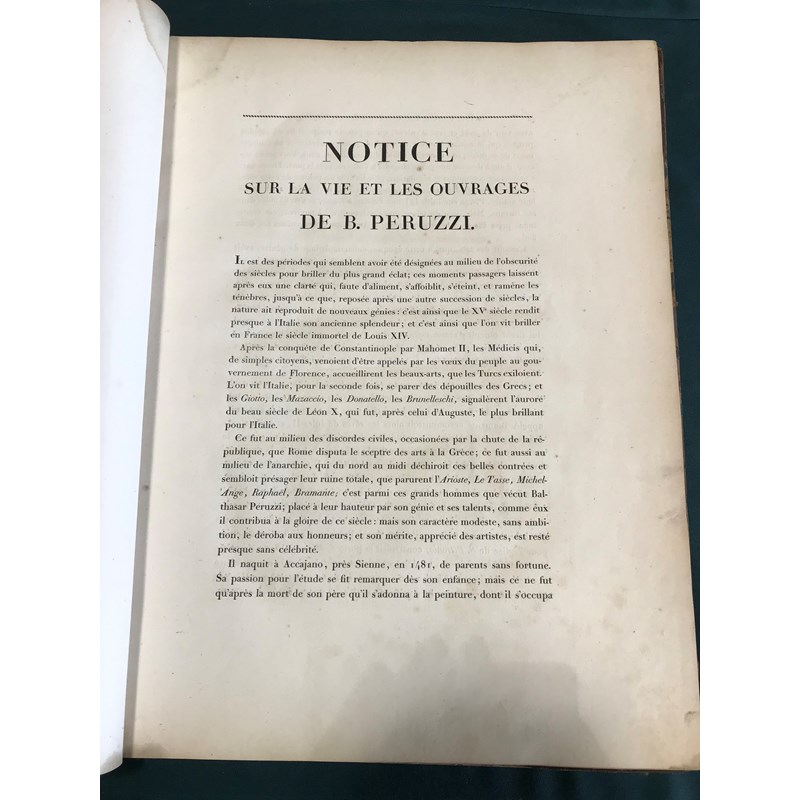 NOTICE
SUR LA VIE ET LES OUVRAGES
DE B. PERUZZI.
IL est des périodes qui semblent avoir été désignées au milieu de l'obscurité
des siècles pour briller du plus grand éclat; ces moments passagers laissent
après eux une clarté qui, faute d'aliment, s'affoiblit, s'éteint, et ramène les
ténèbres, jusqu'à ce que, reposée après une autre succession de siècles, la
nature ait reproduit de nouveaux génies: c'est ainsi que le XVe siècle rendit
presque à l'Italie son ancienne splendeur; et c'est ainsi que l'on vit briller
en France le siècle immortel de Louis XIV.
Après la conquête de Constantinople par Mahomet II, les Médicis qui,
de simples citoyens, venoient d'être appelés par les vœux du peuple au gou-
vernement de Florence, accueillirent les beaux-arts, que les Turcs exiloient.
L'on vit l'Italie, pour la seconde fois, se parer des dépouilles des Grecs; et
les Giotto, les Mazaccio, les Donatello, les Brunelleschi, signalèrent l'aurore
du beau siècle de Léon X, qui fut, après celui d'Auguste, le plus brillant
pour l'Italie.
Ce fut au milieu des discordes civiles, occasionées par la chute de la ré-
publique, que Rome disputa le sceptre des arts à la Grèce; ce fut aussi au
milieu de l'anarchie, qui du nord au midi déchiroit ces belles contrées et
sembloit présager leur ruine totale, que parurent l'Arioste, Le Tasse, Michel-
Ange, Raphaël, Bramante; c'est parmi ces grands hommes que vécut Bal-
thasar Peruzzi; placé à leur hauteur par son génie et ses talents, comme eux
il contribua à la gloire de ce siècle: mais son caractère modeste, sans ambi-
tion, le déroba aux honneurs; et son mérite, apprécié des artistes, est resté
presque sans célébrité.
Il naquit à Accajano, près Sienne, en 1481, de parents sans fortune.
Sa passion pour l'étude se fit remarquer dès son enfance; mais ce ne fut
qu'après la mort de son père qu'il s'adonna à la peinture, dont il s'occupa